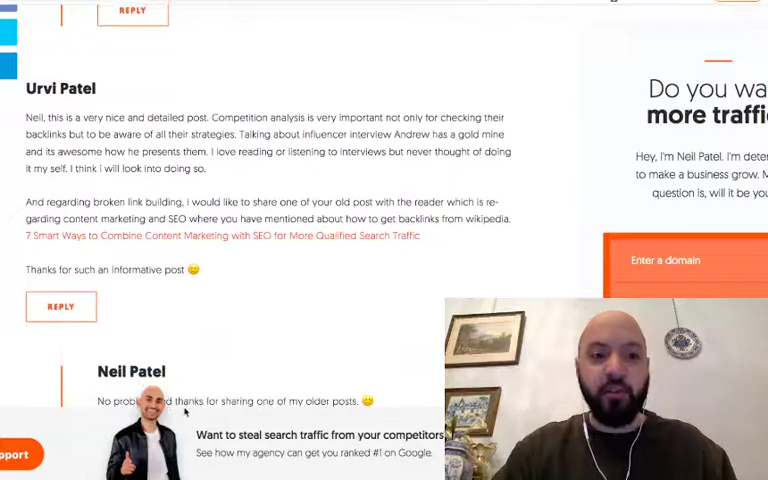 REPLY
Urvi Patel
Neil, this is a very nice and detailed post. Competition analysis is very important not only for checking their
backlinks but to be aware of all their strategies. Talking about influencer interview Andrew has a gold mine
and its awesome how he presents them. I love reading or listening to interviews but never thought of doing
it my self. I think i will look into doing so.
And regarding broken link building, i would like to share one of your old post with the reader which is re-
garding content marketing and SEO where you have mentioned about how to get backlinks from wikipedia.
7 Smart Ways to Combine Content Marketing with SEO for More Qualified Search Traffic
Thanks for such an informative post 🙂
REPLY
Neil Patel
thanks for sharing one of my older posts. 🙂
Want to steal search traffic from your competitors
See how my agency can get you ranked #1 on Google.
Do you
more
Hey, I'm Neil Patel. I'm
to make a business grow.
question is, will it be
Enter a domain